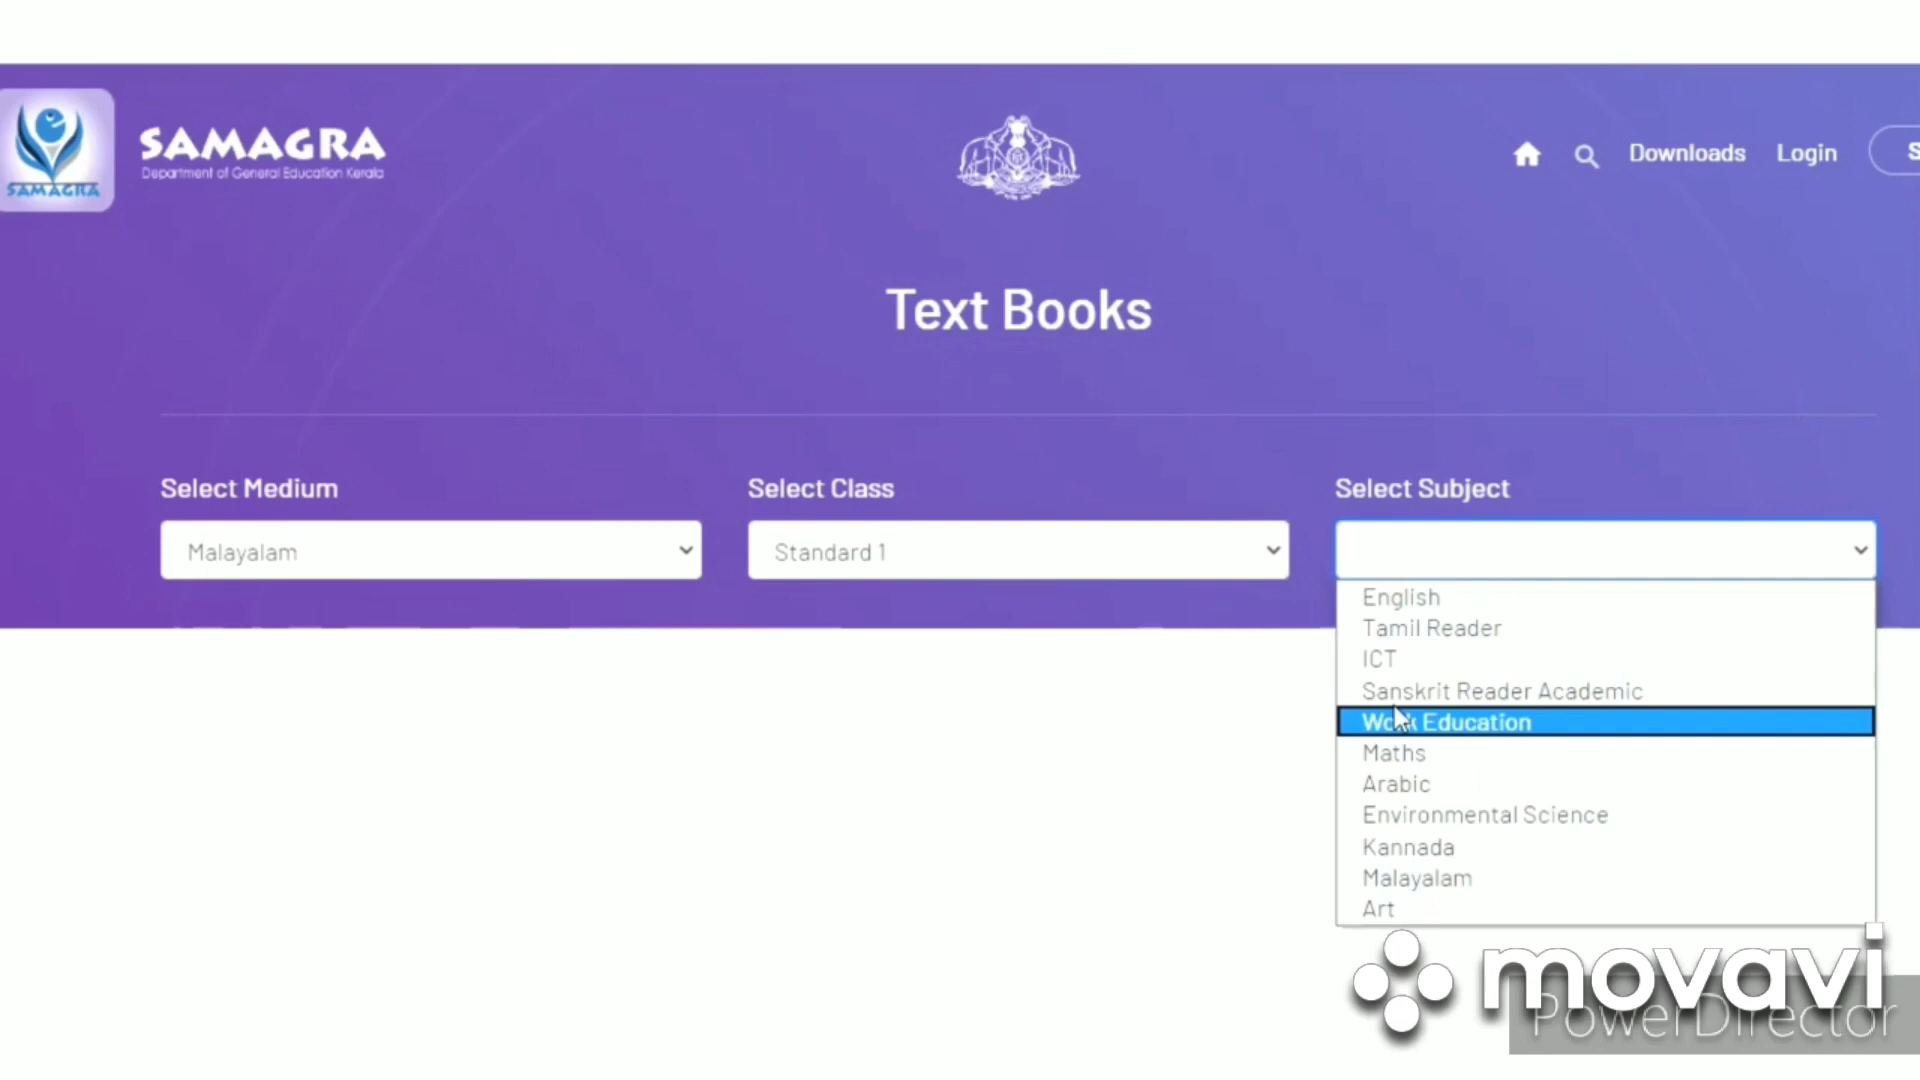 SAMAGRA
SAMAGRA
Department of General Education Kerala
Downloads
Login
Text Books
Select Medium
Select Class
Select Subject
Malayalam
Standard 1
English
Tamil Reader
ICT
Sanskrit Reader Academic
Work Education
Maths
Arabic
Environmental Science
Kannada
Malayalam
Art
movavi
PowerDirector